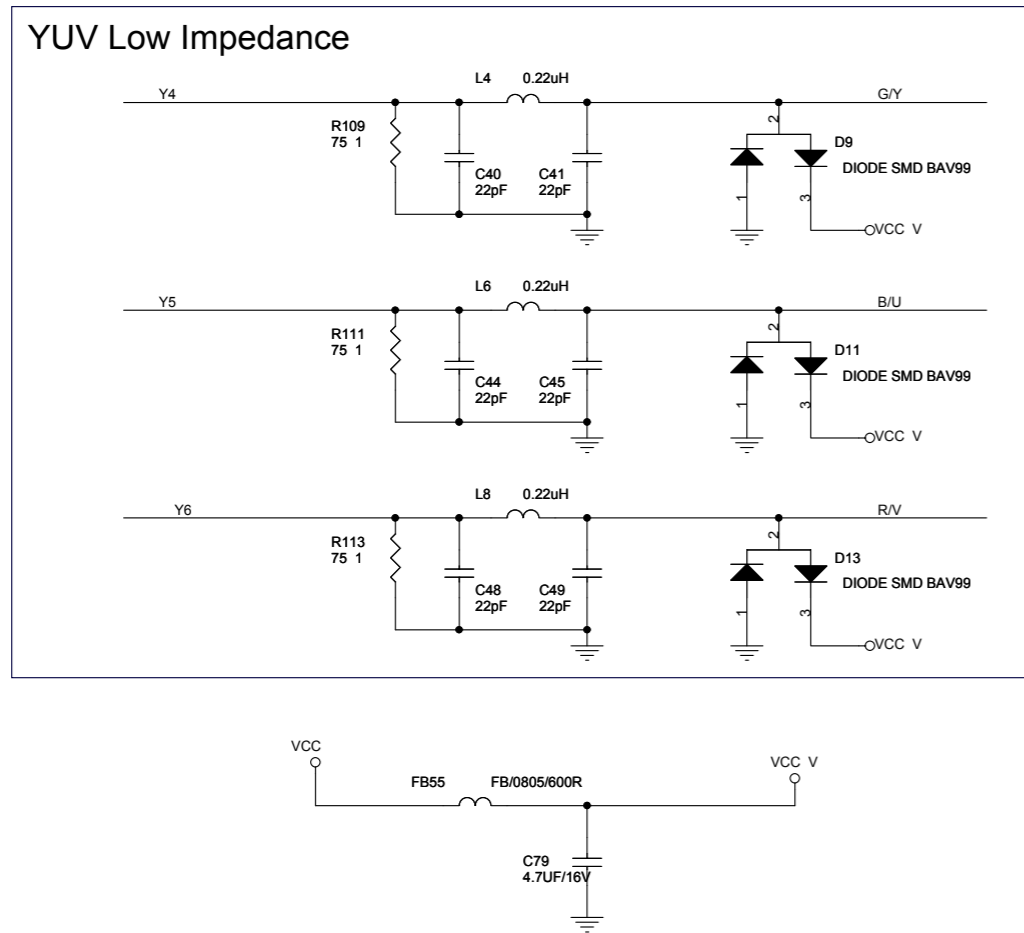 YUV Low Impedance
L4 0.22uH
Y4 G/Y
R109
75 1
C40
22pF
C41
22pF
2
D9
DIODE SMD BAV99
1
3
VCC V
L6 0.22uH
Y5 B/U
R111
75 1
C44
22pF
C45
22pF
2
D11
DIODE SMD BAV99
1
3
VCC V
L8 0.22uH
Y6 R/V
R113
75 1
C48
22pF
C49
22pF
2
D13
DIODE SMD BAV99
1
3
VCC V
VCC
VCC V
FB55 FB/0805/600R
C79
4.7UF/16V